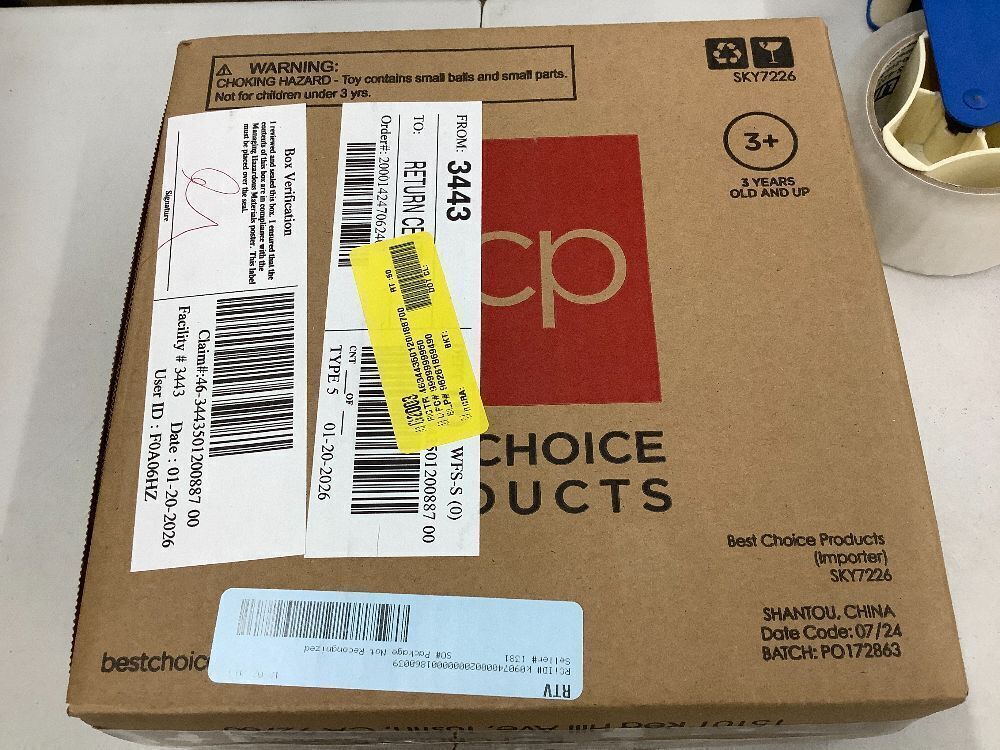 WARNING:
CHOKING HAZARD - Toy contains small balls and small parts.
Not for children under 3 yrs.
SKY7226
3+
3 YEARS
OLD AND UP
cp
CHOICE
DUCTS
Best Choice Products
(Importer)
SKY7226
SHANTOU, CHINA
Date Code: 07/24
BATCH: PO172863
bestchoic
Box Verification
I reviewed and sealed this box. I ensured that the
contents of this box are in compliance with the
Managing Hazardous Materials poster. This label
must be placed over the seal.
Signature
Claim#:46-3443501200887 00
Facility # 3443 Date : 01-20-2026
User ID : F0A06HZ
FROM: 3443
TO: RETURN CE
Order#: 2000142470624
WFS-S (0)
501200887 00
CNT ___ OF ___
TYPE 5 01-20-2026
RTV
Seller# 1381
SO# Package Not Recognized